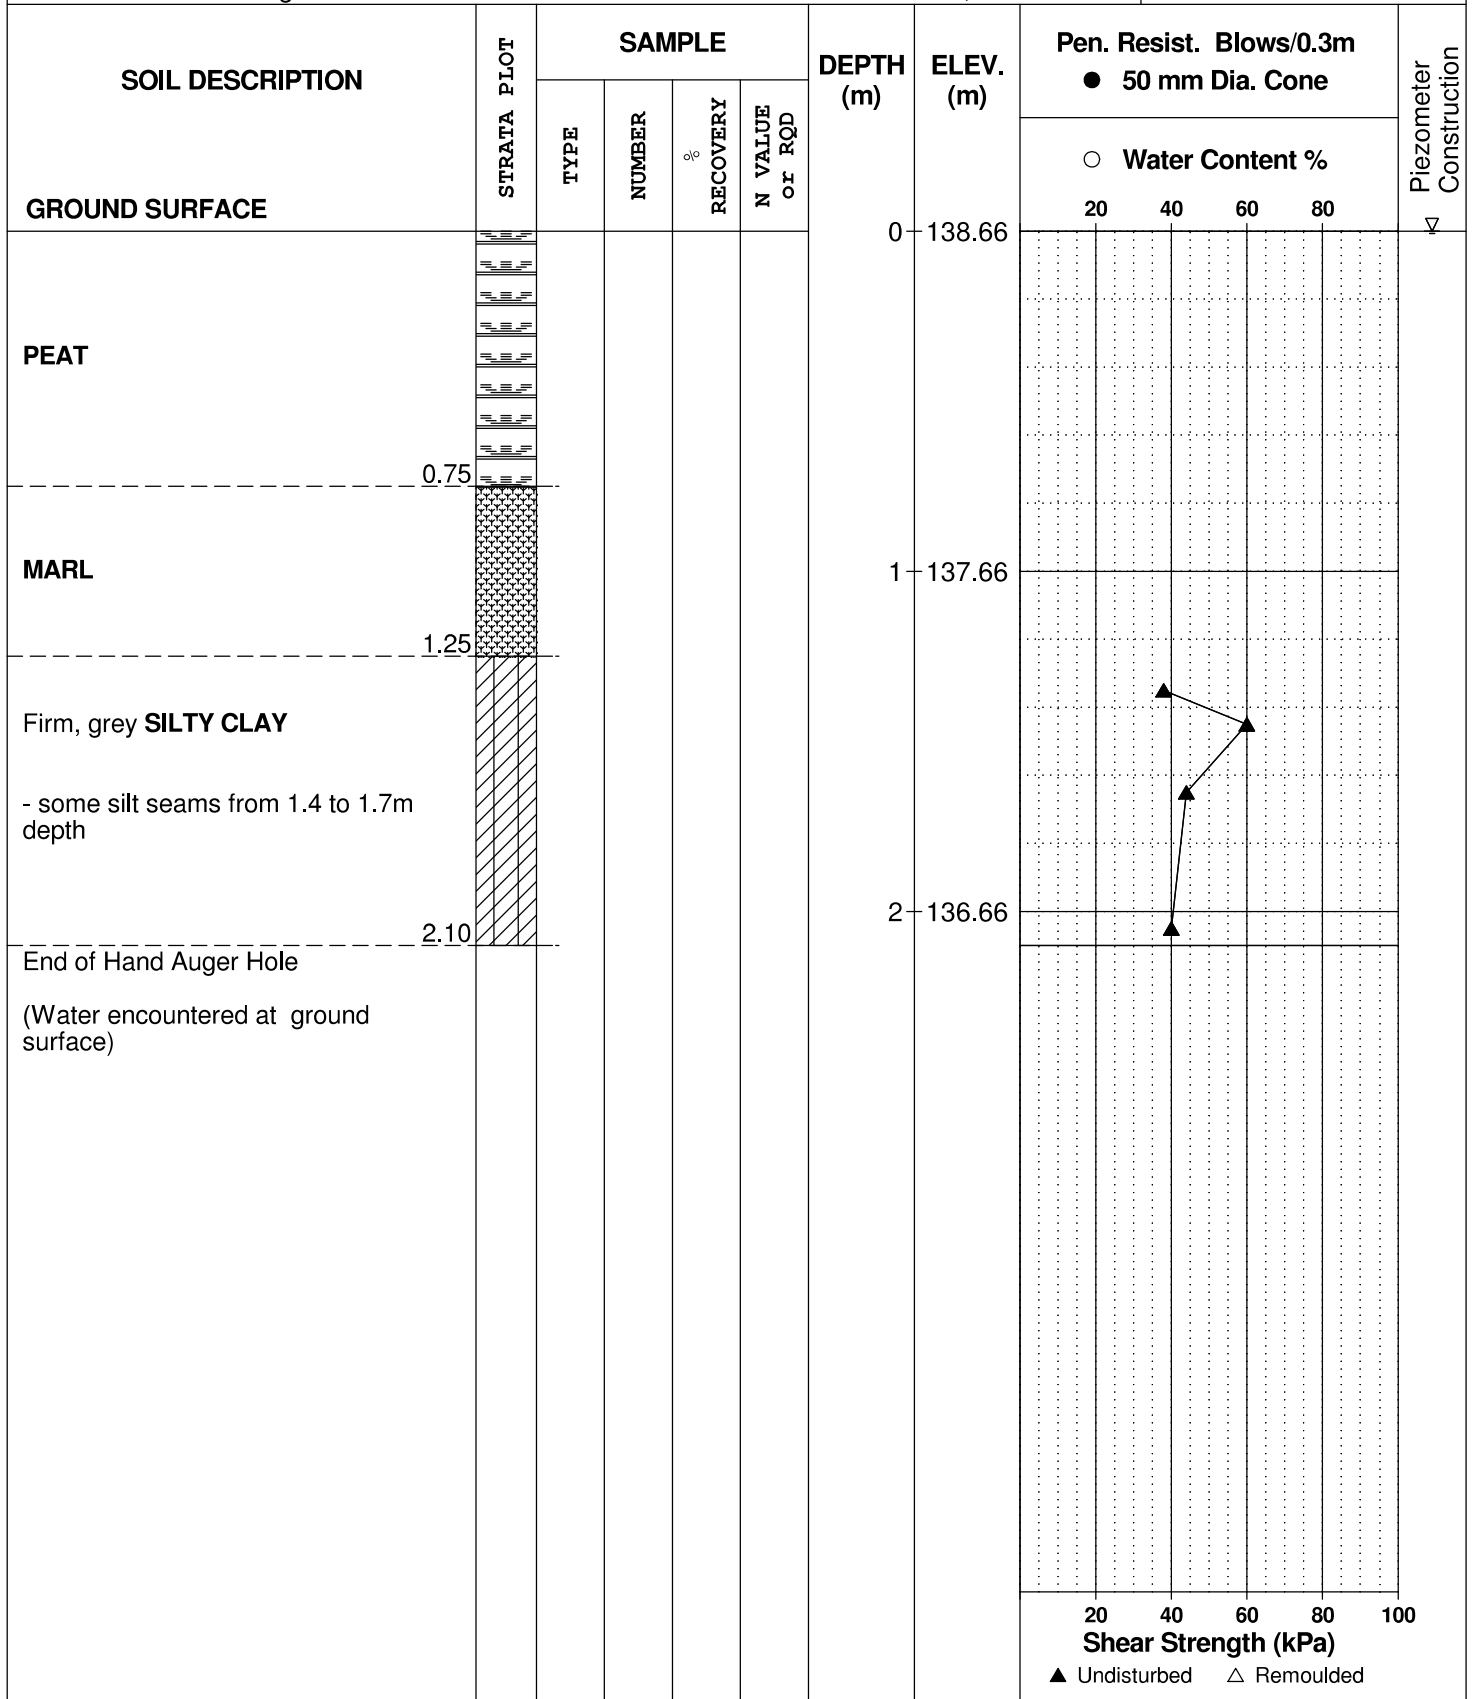 SOIL DESCRIPTION
GROUND SURFACE
STRATA PLOT
SAMPLE
TYPE
NUMBER
%
RECOVERY
N VALUE
or RQD
DEPTH
(m)
ELEV.
(m)
Pen. Resist. Blows/0.3m
● 50 mm Dia. Cone
○ Water Content %
20 40 60 80
Piezometer
Construction
0 138.66
PEAT
0.75
MARL
1 137.66
1.25
Firm, grey SILTY CLAY
- some silt seams from 1.4 to 1.7m
depth
2 136.66
2.10
End of Hand Auger Hole
(Water encountered at ground
surface)
20 40 60 80 100
Shear Strength (kPa)
▲ Undisturbed △ Remoulded